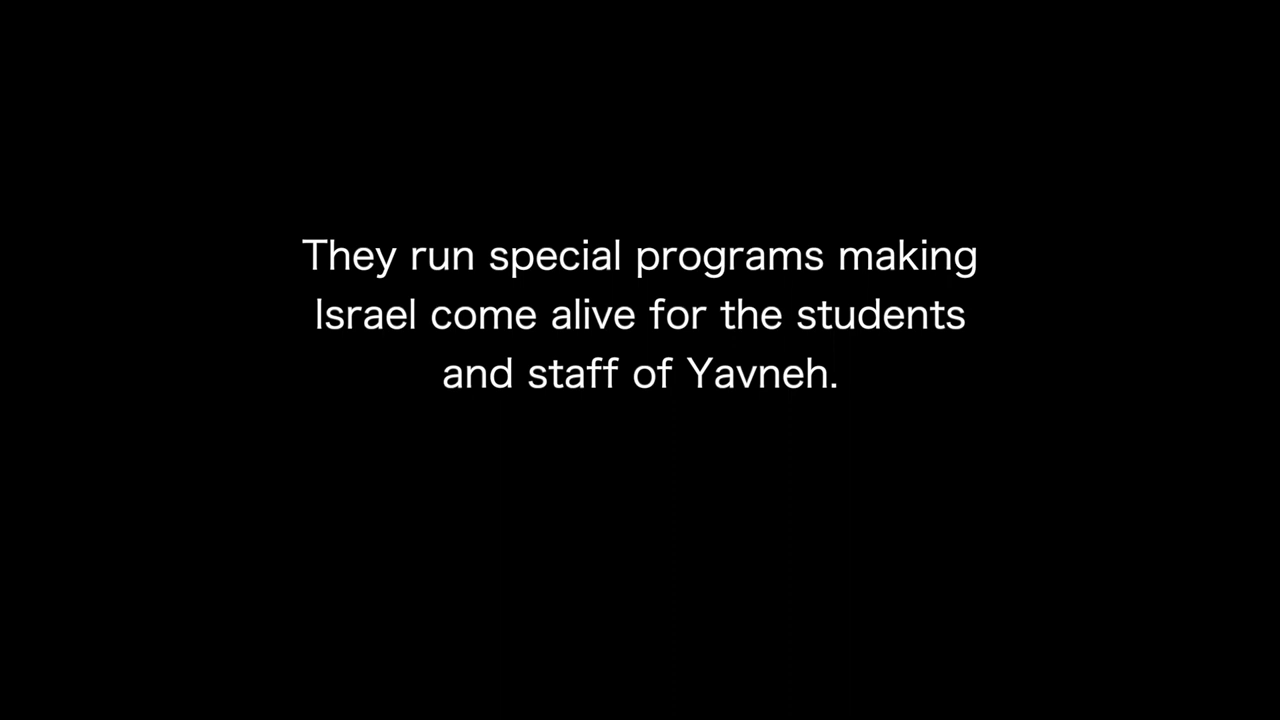 They run special programs making
Israel come alive for the students
and staff of Yavneh.